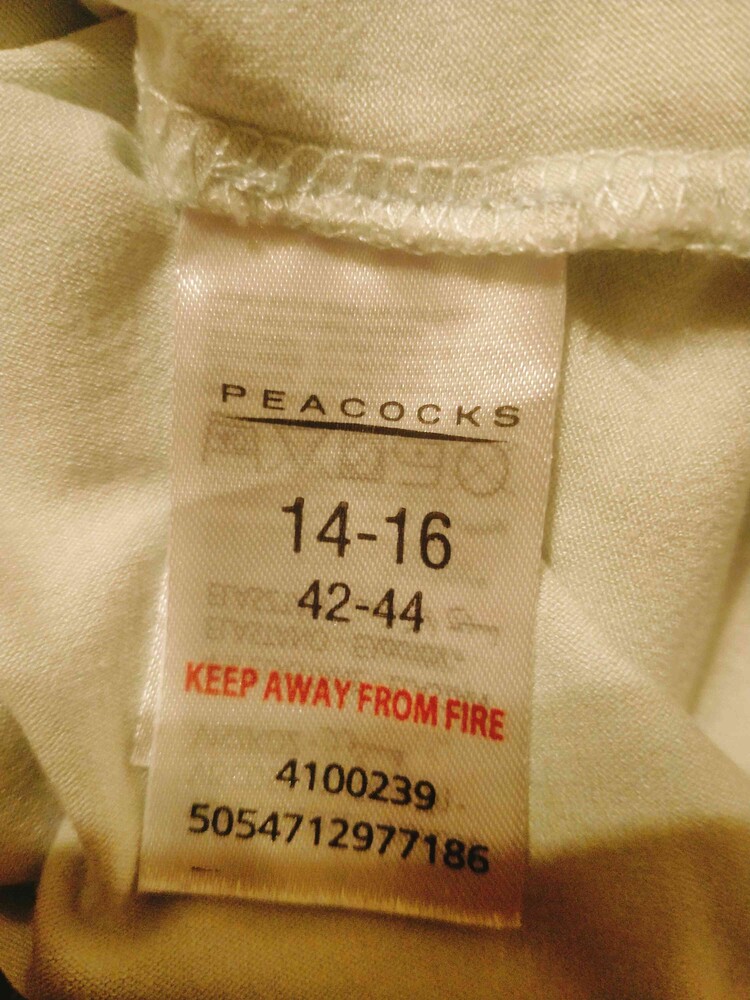 PEACOCKS
14-16
42-44
KEEP AWAY FROM FIRE
4100239
5054712977186